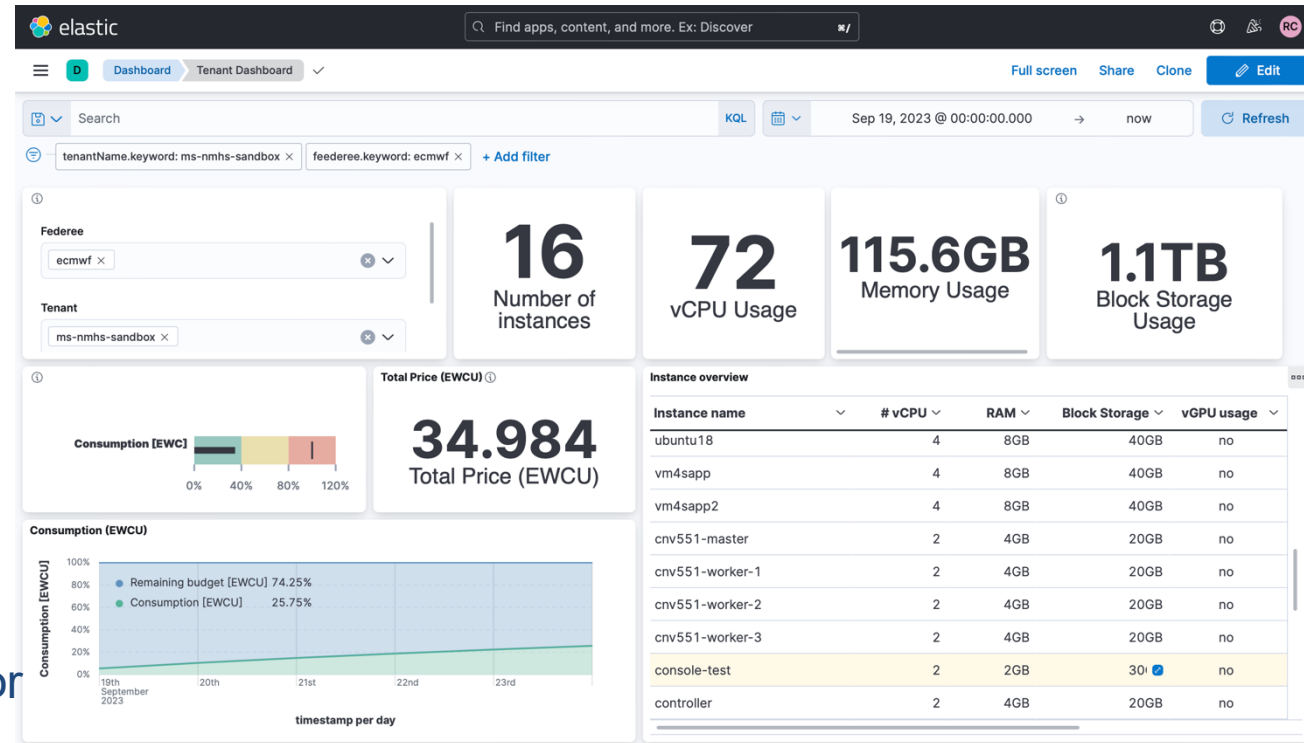 elastic
Find apps, content, and more. Ex: Discover
⌘/
RC
D
Dashboard
Tenant Dashboard
Full screen
Share
Clone
Edit
Search
KQL
Sep 19, 2023 @ 00:00:00.000 → now
Refresh
tenantName.keyword: ms-nmhs-sandbox ×
feederee.keyword: ecmwf ×
+ Add filter
Federee
ecmwf ×
Tenant
ms-nmhs-sandbox ×
16
Number of
instances
72
vCPU Usage
115.6GB
Memory Usage
1.1TB
Block Storage
Usage
Consumption [EWC]
0% 40% 80% 120%
Total Price (EWCU)
34.984
Total Price (EWCU)
Consumption (EWCU)
Consumption [EWCU]
100%
80%
60%
40%
20%
0%
Remaining budget [EWCU] 74.25%
Consumption [EWCU] 25.75%
19th 20th 21st 22nd 23rd
September
2023
timestamp per day
or
Instance overview
Instance name # vCPU RAM Block Storage vGPU usage
ubuntu18 4 8GB 40GB no
vm4sapp 4 8GB 40GB no
vm4sapp2 4 8GB 40GB no
cnv551-master 2 4GB 20GB no
cnv551-worker-1 2 4GB 20GB no
cnv551-worker-2 2 4GB 20GB no
cnv551-worker-3 2 4GB 20GB no
console-test 2 2GB 30 no
controller 2 4GB 20GB no